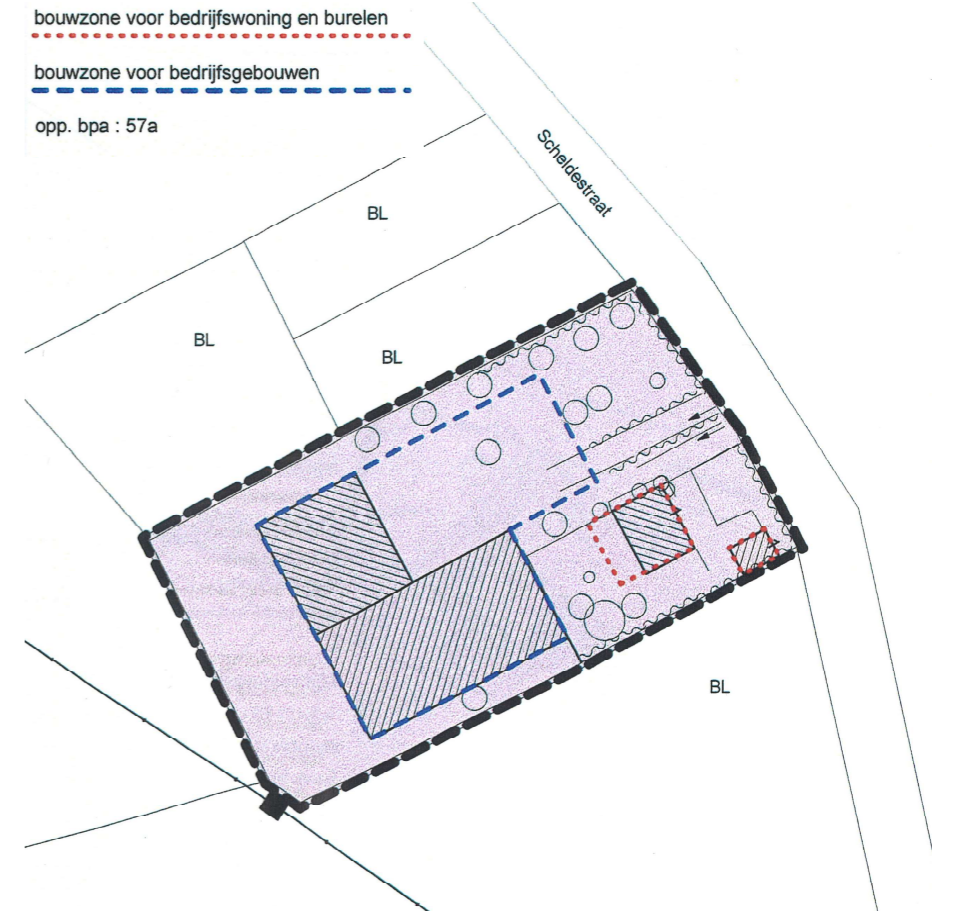 bouwzone voor bedrijfswoning en burelen
bouwzone voor bedrijfsgebouwen
opp. bpa : 57a
Scheldestraat
BL
BL
BL
BL